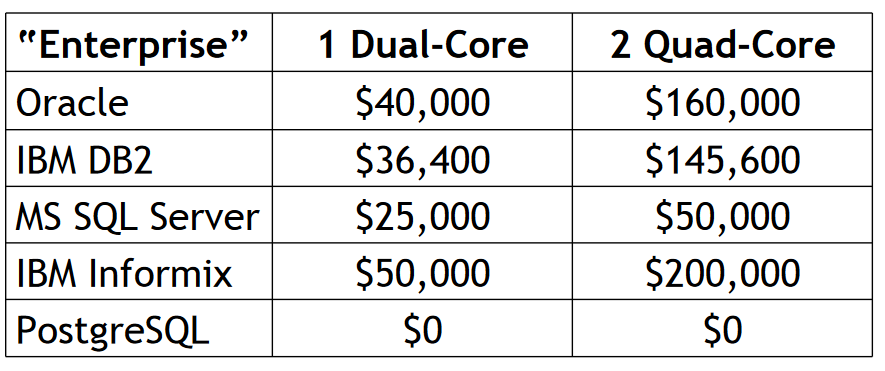 “Enterprise” 1 Dual-Core 2 Quad-Core
Oracle $40,000 $160,000
IBM DB2 $36,400 $145,600
MS SQL Server $25,000 $50,000
IBM Informix $50,000 $200,000
PostgreSQL $0 $0